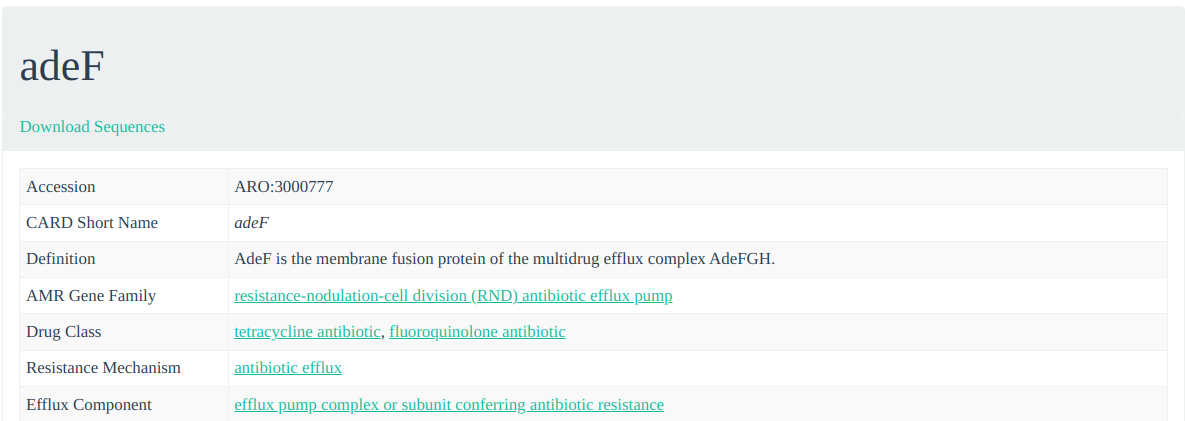 adeF
Download Sequences
Accession ARO:3000777
CARD Short Name adeF
Definition AdeF is the membrane fusion protein of the multidrug efflux complex AdeFGH.
AMR Gene Family resistance-nodulation-cell division (RND) antibiotic efflux pump
Drug Class tetracycline antibiotic, fluoroquinolone antibiotic
Resistance Mechanism antibiotic efflux
Efflux Component efflux pump complex or subunit conferring antibiotic resistance